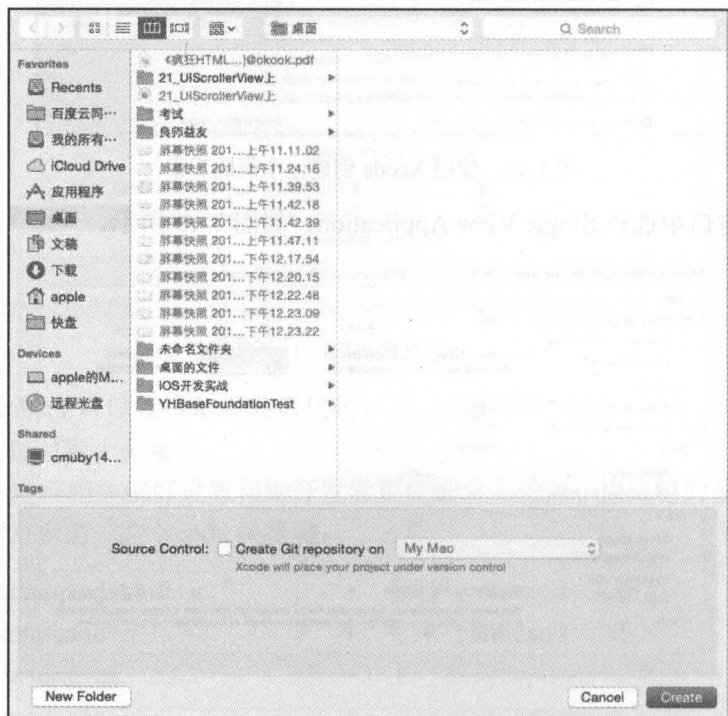 桌面
Search
Favorites
Recents
百度云同…
我的所有…
iCloud Drive
应用程序
桌面
文稿
下载
apple
快盘
Devices
apple的M...
远程光盘
Shared
cmuby14...
Tags
《疯狂HTML...}@ckook.pdf
21_UIScrollerView上
21_UIScrollerView上
考试
良师益友
屏幕快照 201...上午11.11.02
屏幕快照 201...上午11.24.15
屏幕快照 201...上午11.39.53
屏幕快照 201...上午11.42.18
屏幕快照 201...上午11.42.39
屏幕快照 201...上午11.47.11
屏幕快照 201...下午12.17.54
屏幕快照 201...下午12.20.15
屏幕快照 201...下午12.22.48
屏幕快照 201...下午12.23.09
屏幕快照 201...下午12.23.22
未命名文件夹
桌面的文件
iOS开发实战
YHBaseFoundationTest
Source Control: Create Git repository on My Mac
Xcode will place your project under version control
New Folder
Cancel
Create